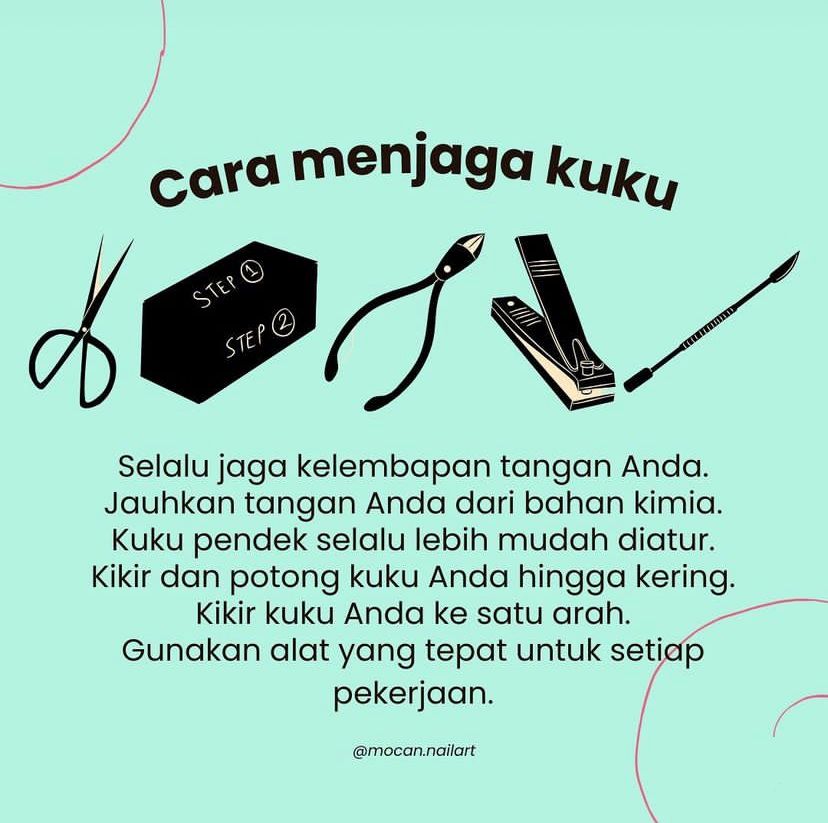 Cara menjaga kuku
STEP 1
STEP 2
Selalu jaga kelembapan tangan Anda.
Jauhkan tangan Anda dari bahan kimia.
Kuku pendek selalu lebih mudah diatur.
Kikir dan potong kuku Anda hingga kering.
Kikir kuku Anda ke satu arah.
Gunakan alat yang tepat untuk setiap
pekerjaan.
@mocan.nailart